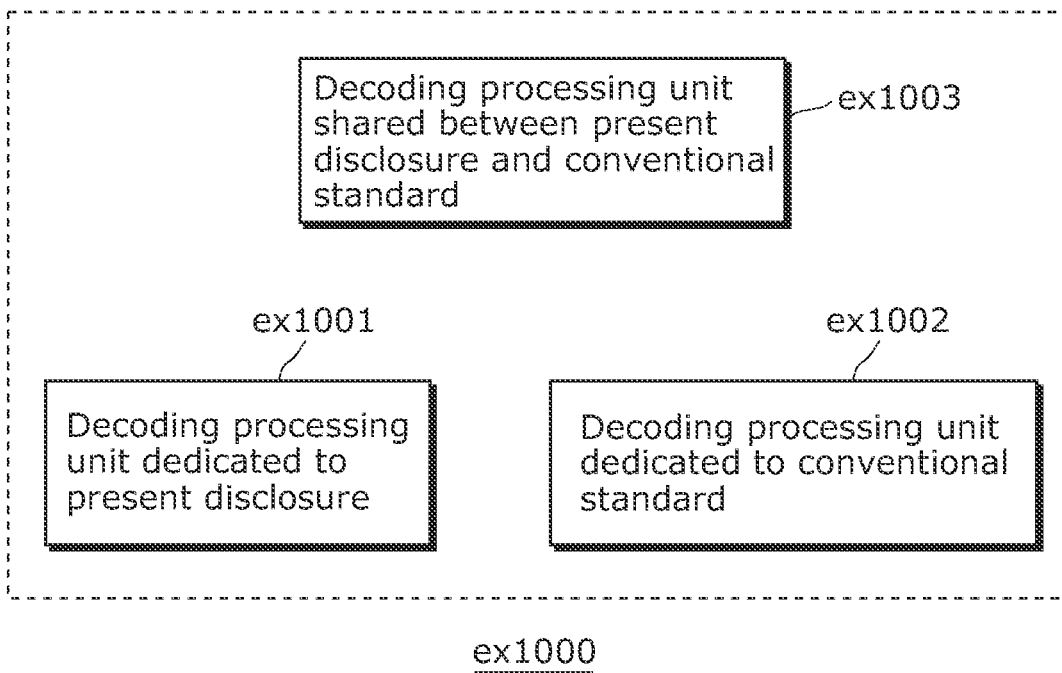 Decoding processing unit
shared between present
disclosure and conventional
standard
ex1003
ex1001
ex1002
Decoding processing
unit dedicated to
present disclosure
Decoding processing unit
dedicated to conventional
standard
ex1000